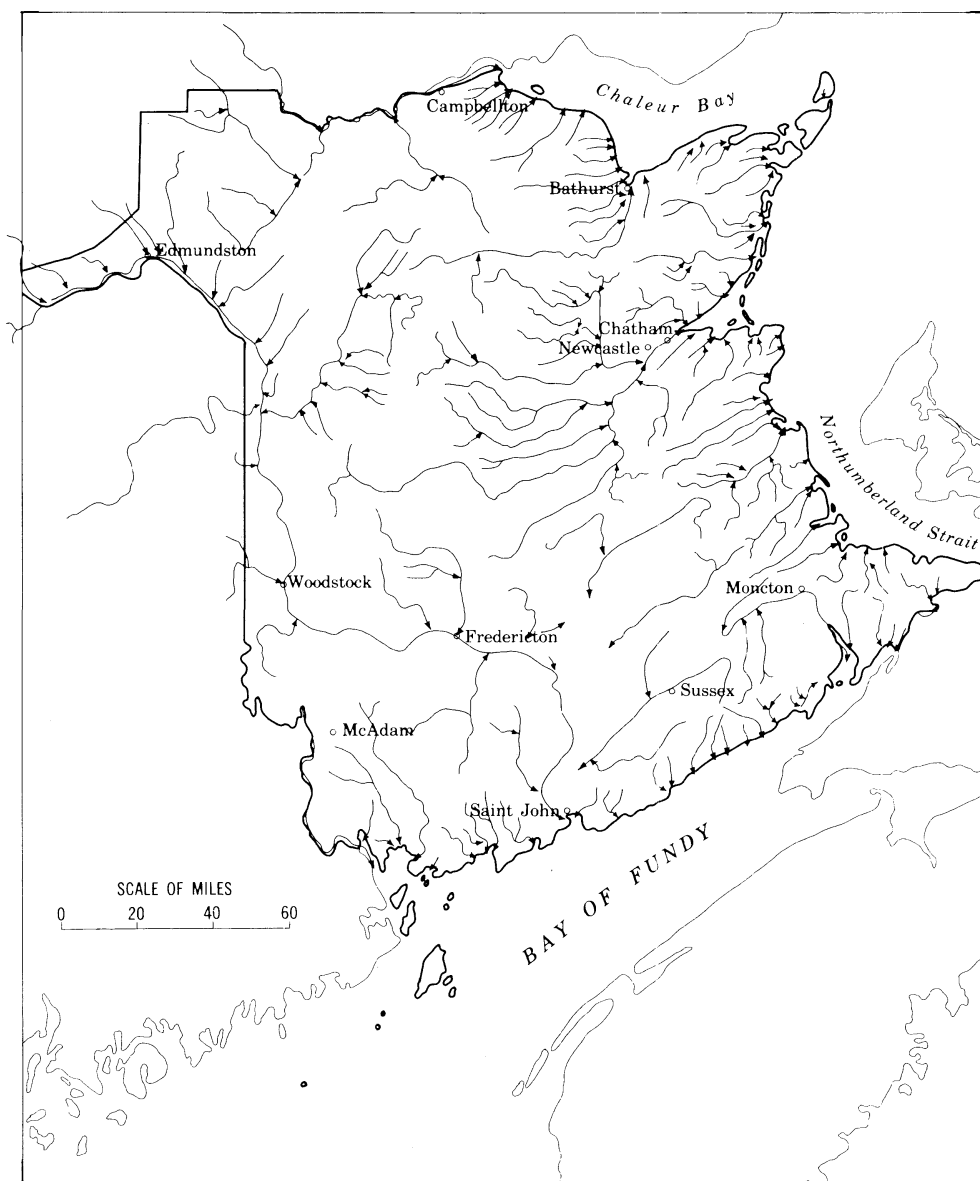 Campbellton
Chaleur Bay
Bathurst
Edmundston
Chatham
Newcastle
Northumberland Strait
Woodstock
Moncton
Fredericton
Sussex
McAdam
Saint John
BAY OF FUNDY
SCALE OF MILES
0 20 40 60